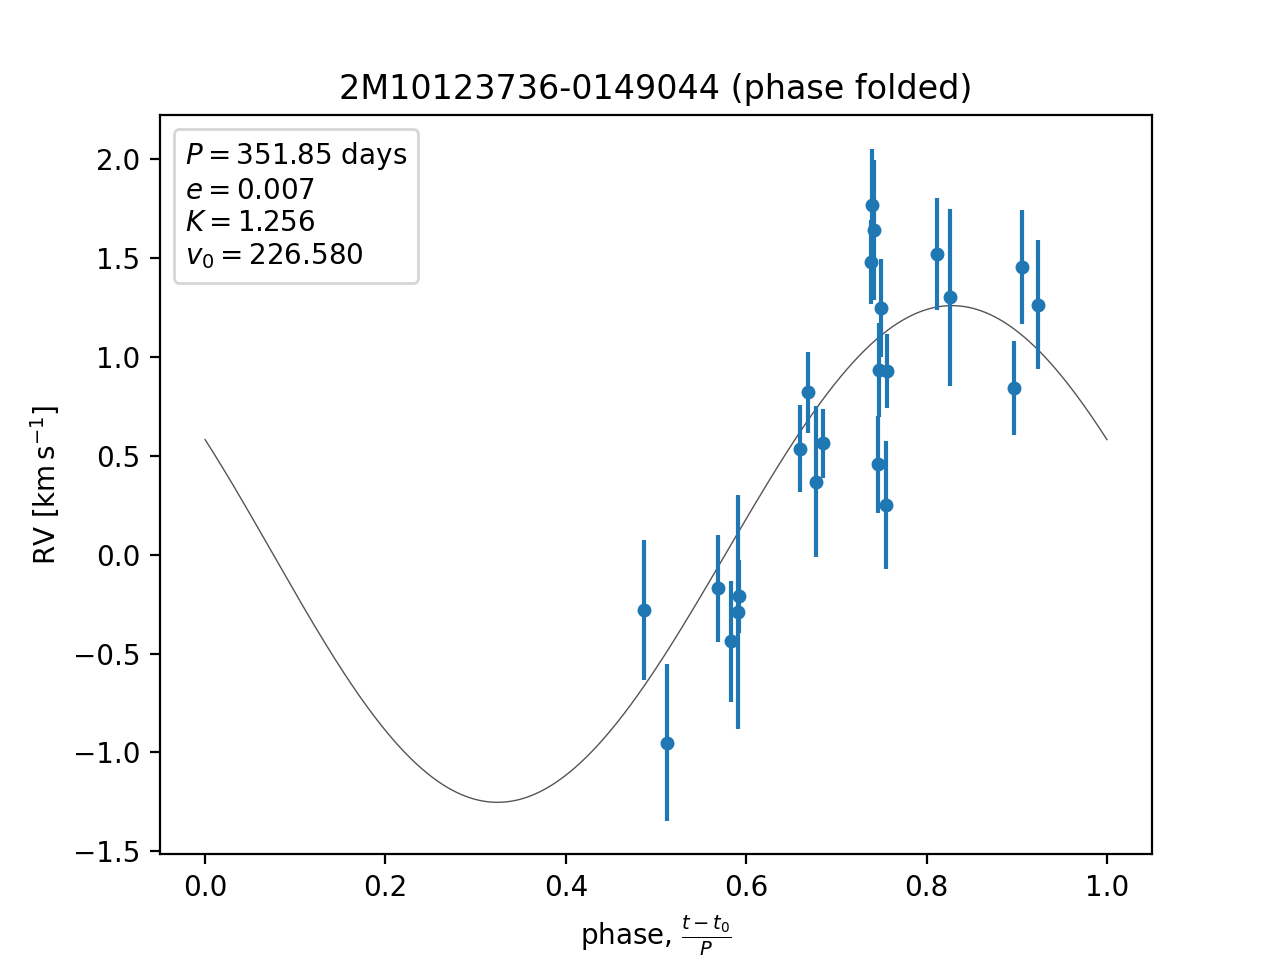 2M10123736-0149044 (phase folded)
P = 351.85 days
e = 0.007
K = 1.256
v₀ = 226.580
2.0
1.5
1.0
0.5
0.0
−0.5
−1.0
−1.5
RV [km s⁻¹]
0.0 0.2 0.4 0.6 0.8 1.0
phase, (t − t₀)/P